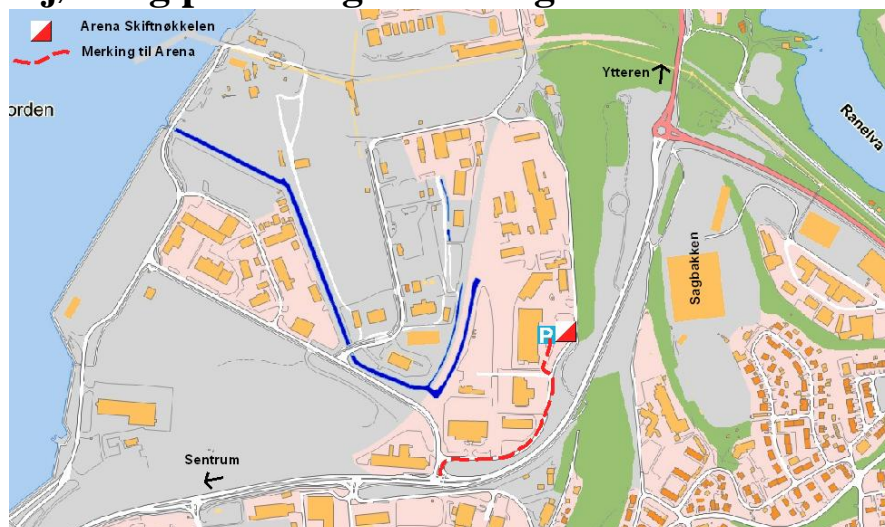 Arena Skiftnøkkelen
Merking til Arena
Ytteren
orden
Ranelva
Sagbakken
P
Sentrum